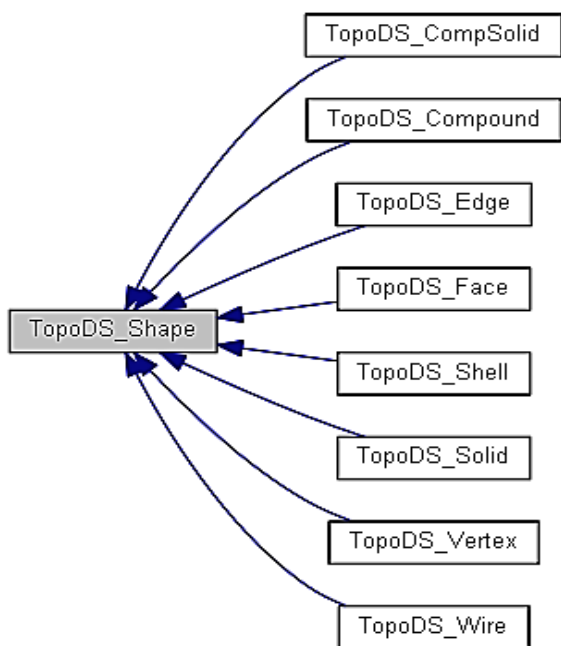 TopoDS_CompSolid
TopoDS_Compound
TopoDS_Edge
TopoDS_Face
TopoDS_Shape
TopoDS_Shell
TopoDS_Solid
TopoDS_Vertex
TopoDS_Wire